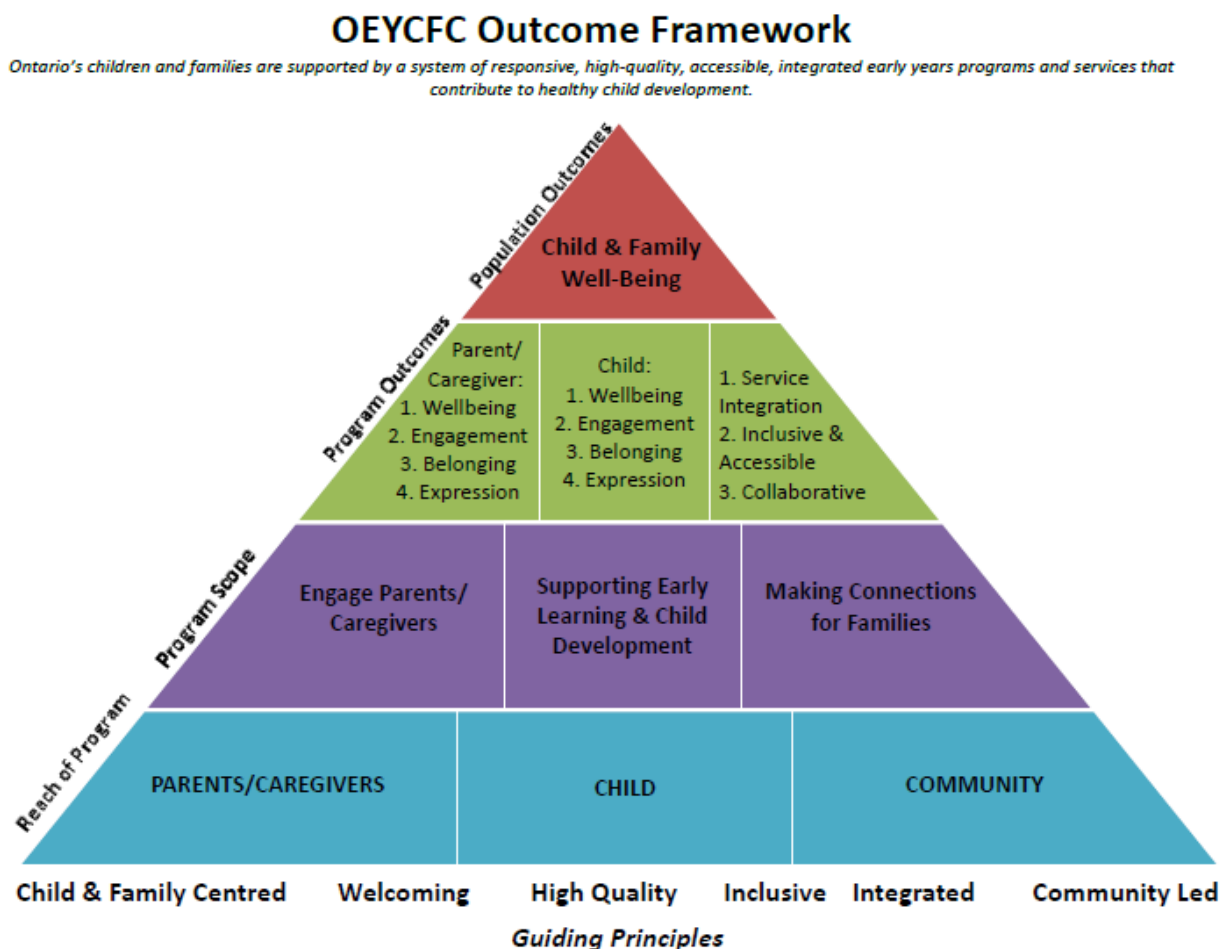 OEYCFC Outcome Framework
Ontario's children and families are supported by a system of responsive, high-quality, accessible, integrated early years programs and services that
contribute to healthy child development.
Population Outcomes
Child & Family
Well-Being
Program Outcomes
Parent/
Caregiver:
1. Wellbeing
2. Engagement
3. Belonging
4. Expression
Child:
1. Wellbeing
2. Engagement
3. Belonging
4. Expression
1. Service
Integration
2. Inclusive &
Accessible
3. Collaborative
Program Scope
Engage Parents/
Caregivers
Supporting Early
Learning & Child
Development
Making Connections
for Families
Reach of Program
PARENTS/CAREGIVERS
CHILD
COMMUNITY
Child & Family Centred Welcoming High Quality Inclusive Integrated Community Led
Guiding Principles